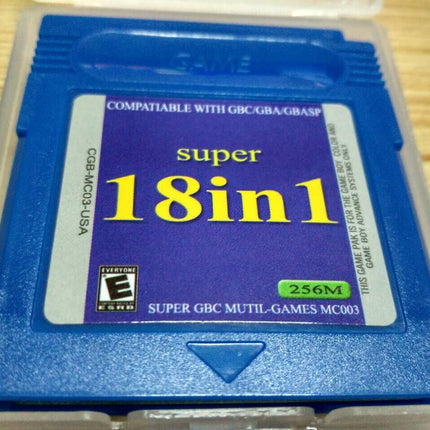 GAME
COMPATIABLE WITH GBC/GBA/GBASP
super
18in1
CGB-MC03-USA
THIS GAME PAK IS FOR THE GAME BOY COLOR AND
GAME BOY ADVANCE SYSTEMS ONLY.
EVERYONE
E
ESRB
256M
SUPER GBC MUTIL-GAMES MC003